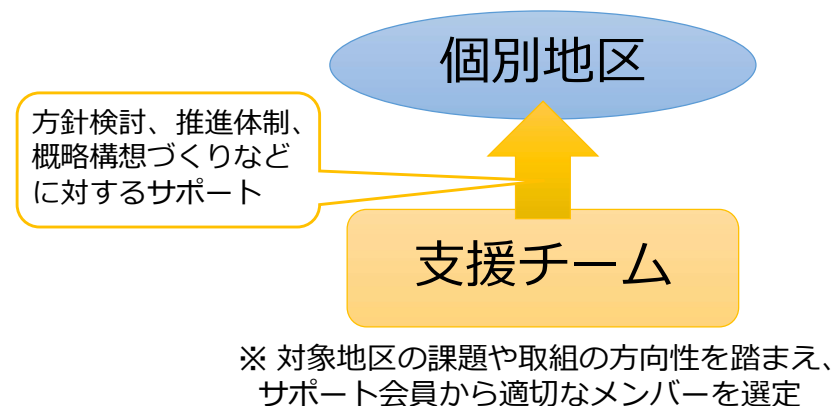 個別地区
方針検討、推進体制、
概略構想づくりなど
に対するサポート
支援チーム
※ 対象地区の課題や取組の方向性を踏まえ、
サポート会員から適切なメンバーを選定